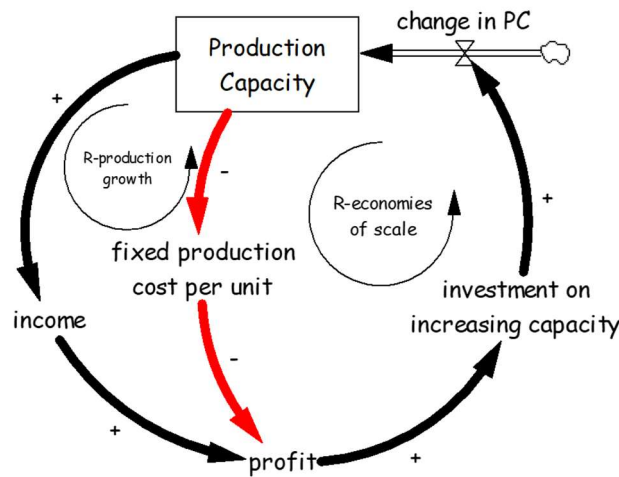 change in PC
Production
Capacity
+
R-production
growth
-
+
R-economies
of scale
fixed production
cost per unit
investment on
increasing capacity
income
-
+
profit
+